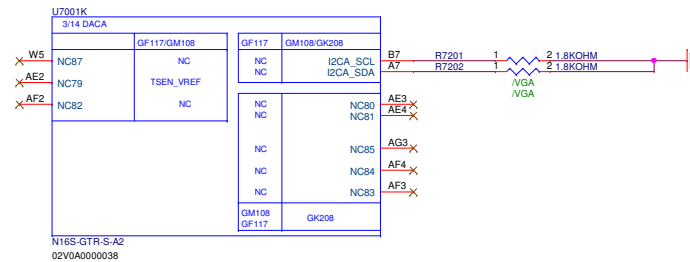 U7001K
3/14 DACA
GF117/GM108
GF117
GM108/GK208
W5
NC87
NC
NC
I2CA_SCL
B7
R7201
1
2
1.8KOHM
NC
I2CA_SDA
A7
R7202
1
2
1.8KOHM
AE2
NC79
TSEN_VREF
/VGA
/VGA
AF2
NC82
NC
NC
NC80
AE3
NC
NC81
AE4
NC
NC85
AG3
NC
NC84
AF4
NC
NC83
AF3
GM108
GF117
GK208
N16S-GTR-S-A2
02V0A0000038